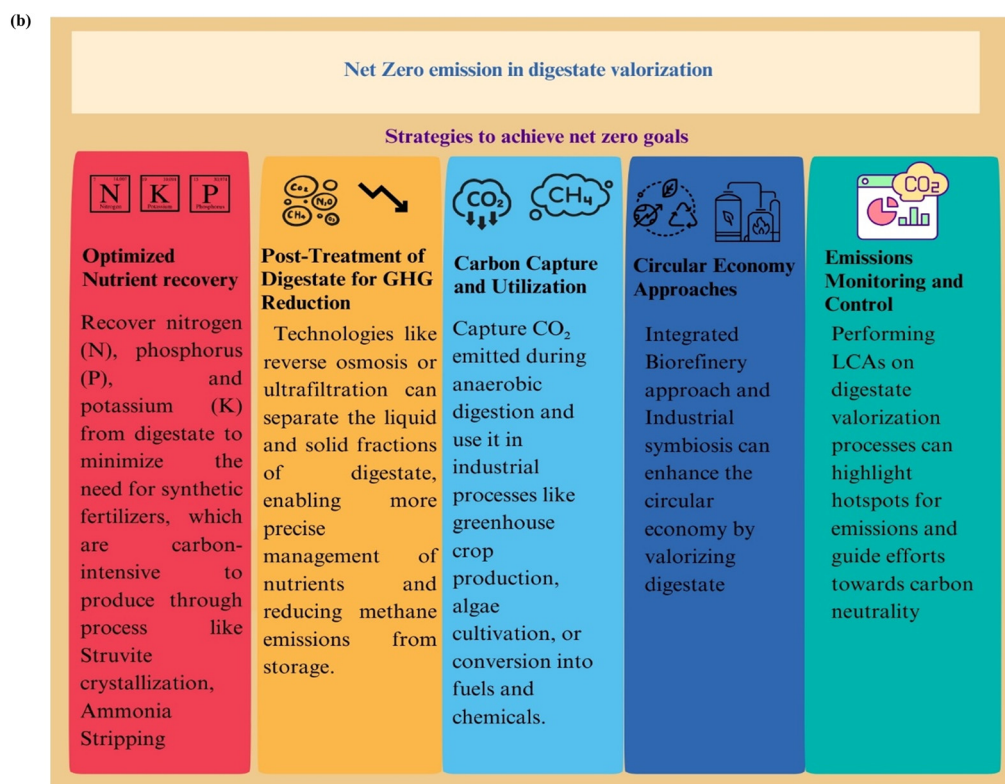 (b)
Net Zero emission in digestate valorization
Strategies to achieve net zero goals
N
Nitrogen
K
Potassium
P
Phosphorus
Optimized
Nutrient recovery
Recover nitrogen
(N), phosphorus
(P), and
potassium (K)
from digestate to
minimize the
need for synthetic
fertilizers, which
are carbon-
intensive to
produce through
process like
Struvite
crystallization,
Ammonia
Stripping
CO₂
N₂O
CH₄
Post-Treatment of
Digestate for GHG
Reduction
Technologies like
reverse osmosis or
ultrafiltration can
separate the liquid
and solid fractions
of digestate,
enabling more
precise
management of
nutrients and
reducing methane
emissions from
storage.
CO₂
CH₄
Carbon Capture
and Utilization
Capture CO₂
emitted during
anaerobic
digestion and
use it in
industrial
processes like
greenhouse
crop
production,
algae
cultivation, or
conversion into
fuels and
chemicals.
Circular Economy
Approaches
Integrated
Biorefinery
approach and
Industrial
symbiosis can
enhance the
circular
economy by
valorizing
digestate
CO₂
Emissions
Monitoring and
Control
Performing
LCAs on
digestate
valorization
processes can
highlight
hotspots for
emissions and
guide efforts
towards carbon
neutrality